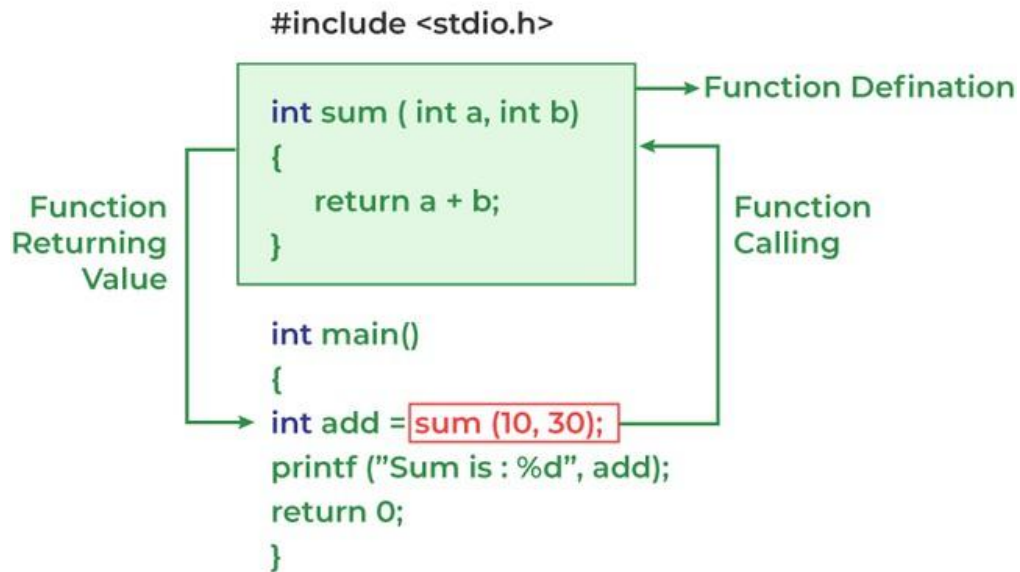 #include <stdio.h>
int sum ( int a, int b)
{
return a + b;
}
Function Defination
Function
Returning
Value
Function
Calling
int main()
{
int add = sum (10, 30);
printf (”Sum is : %d”, add);
return 0;
}